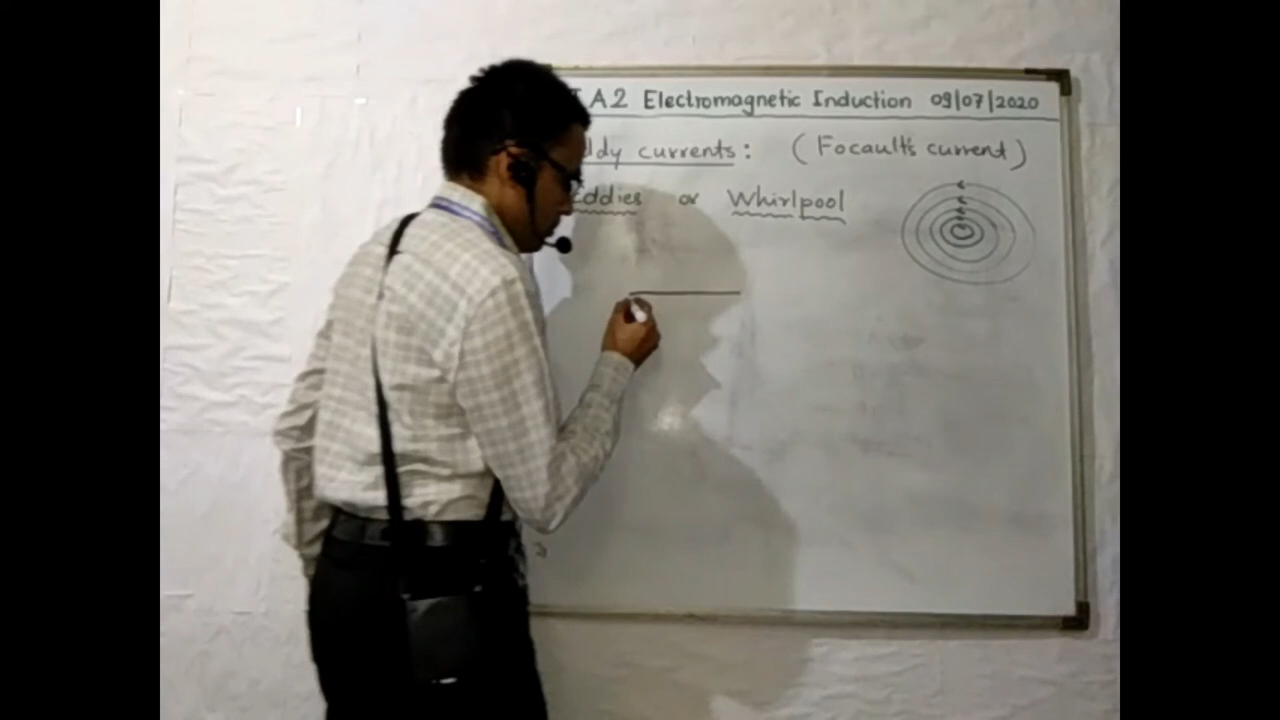 A2 Electromagnetic Induction 09/07/2020
ddy currents : (Focault's current)
Eddies or Whirlpool